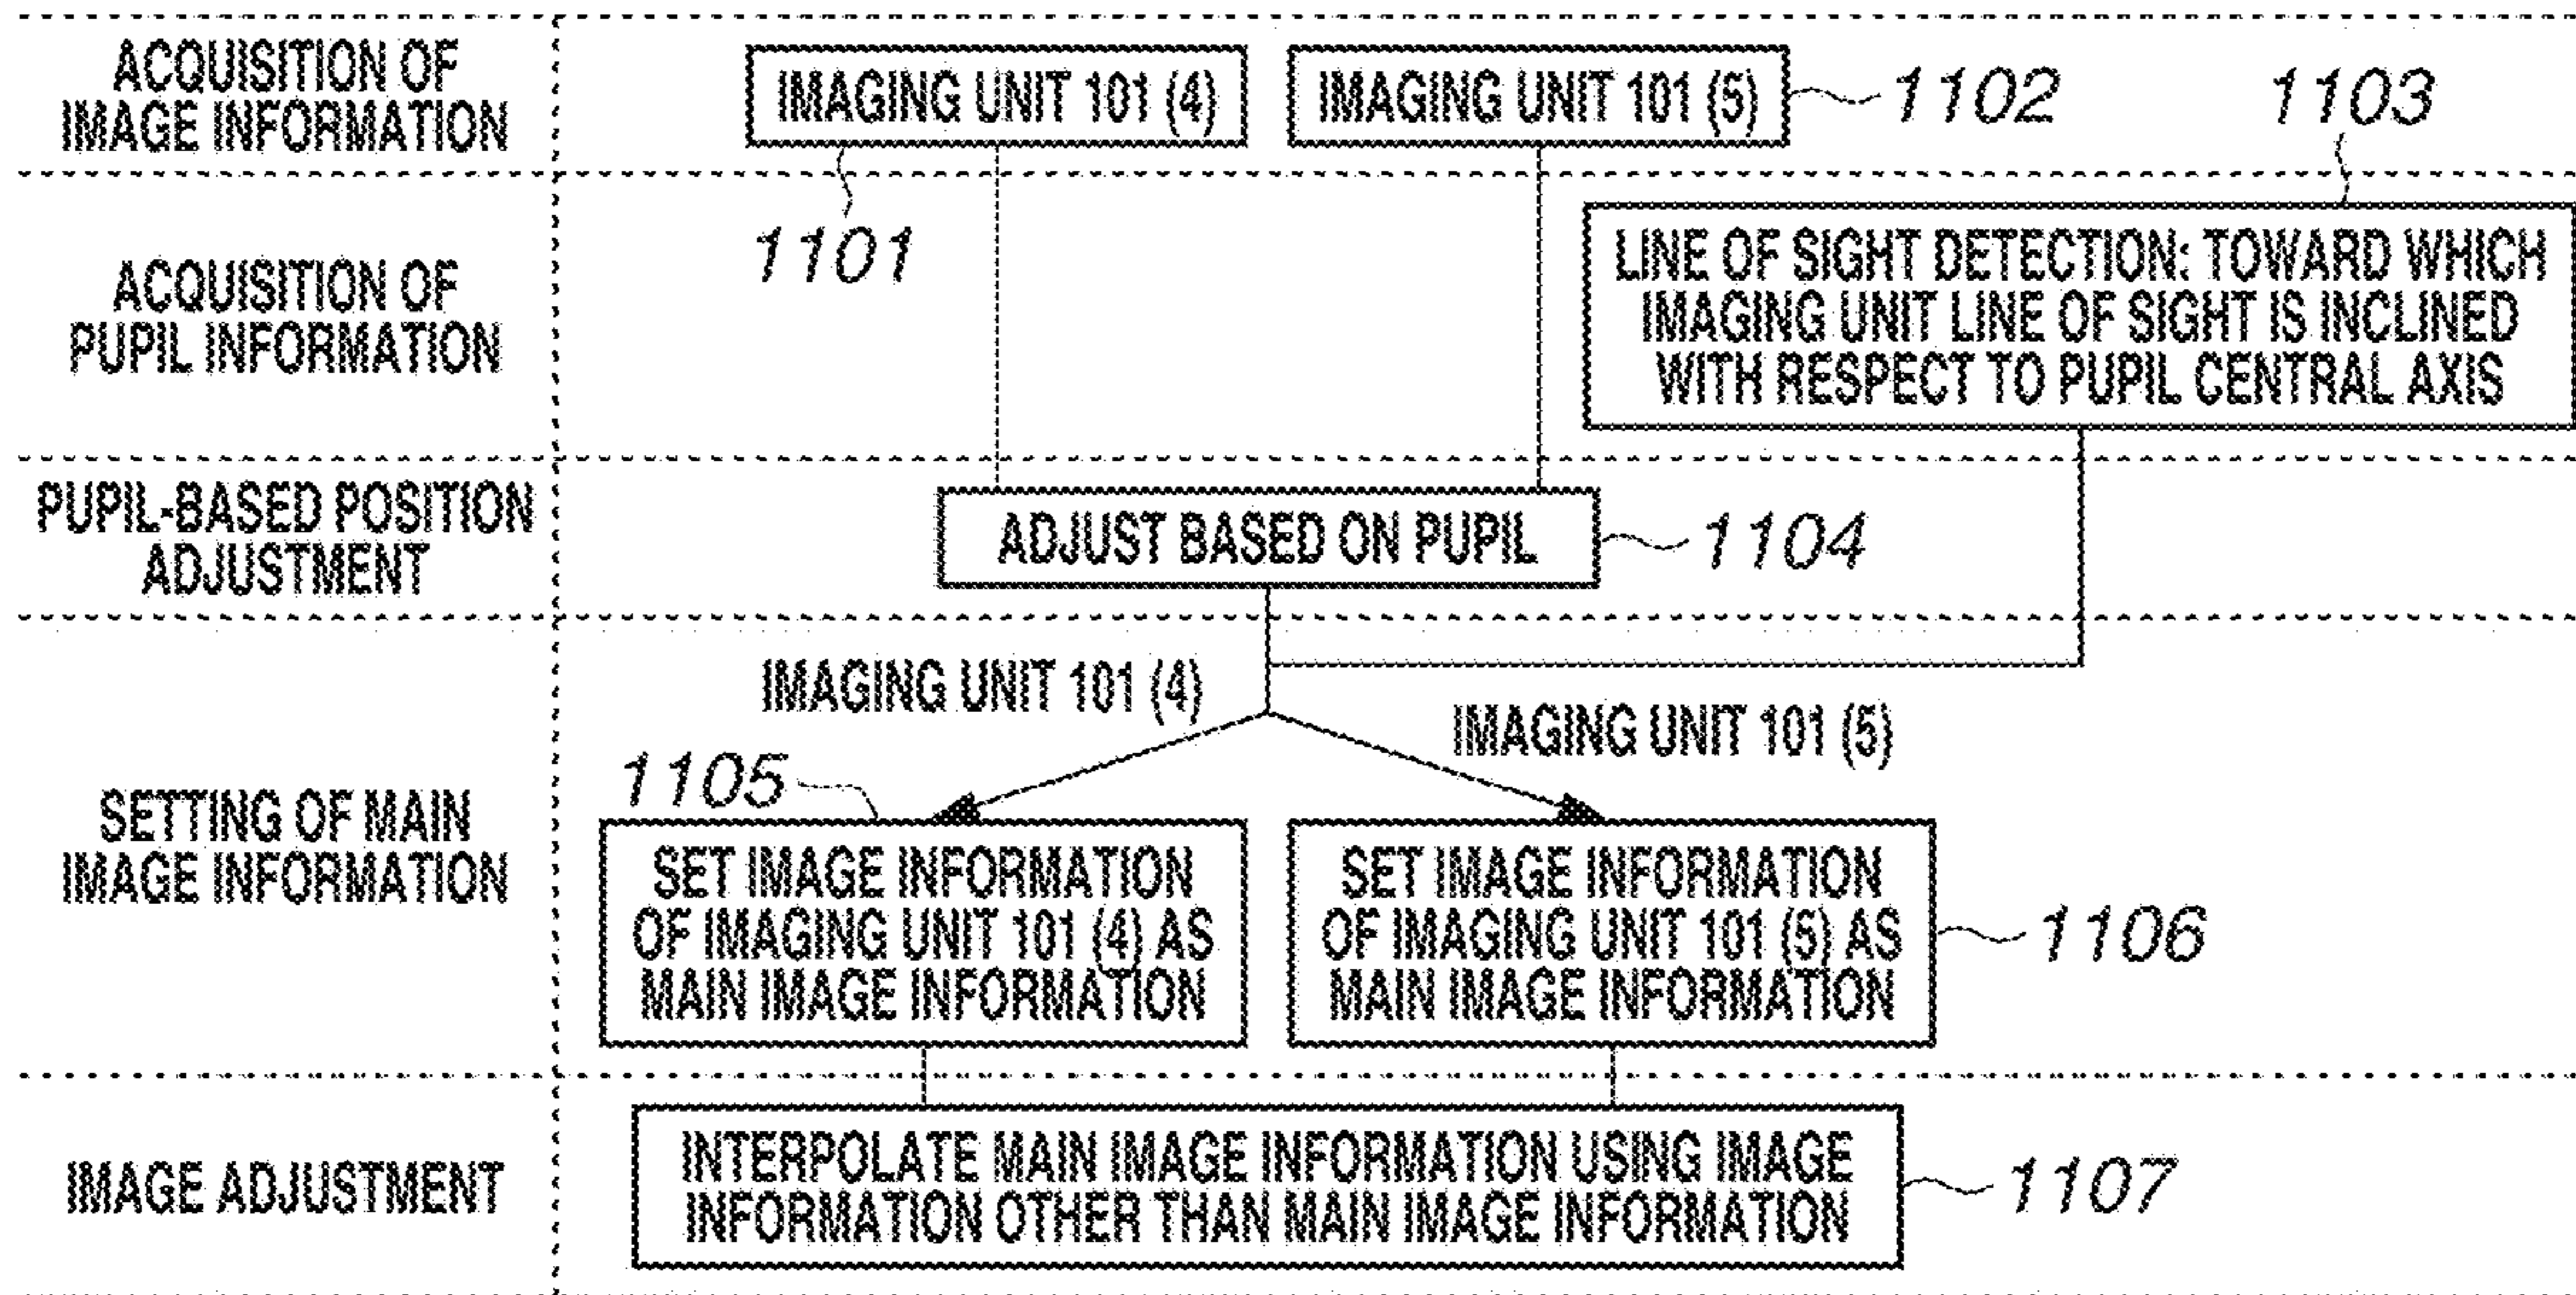 ACQUISITION OF
IMAGE INFORMATION
IMAGING UNIT 101 (4)
IMAGING UNIT 101 (5)
1102
1103
1101
ACQUISITION OF
PUPIL INFORMATION
LINE OF SIGHT DETECTION: TOWARD WHICH
IMAGING UNIT LINE OF SIGHT IS INCLINED
WITH RESPECT TO PUPIL CENTRAL AXIS
PUPIL-BASED POSITION
ADJUSTMENT
ADJUST BASED ON PUPIL
1104
SETTING OF MAIN
IMAGE INFORMATION
IMAGING UNIT 101 (4)
IMAGING UNIT 101 (5)
1105
SET IMAGE INFORMATION
OF IMAGING UNIT 101 (4) AS
MAIN IMAGE INFORMATION
SET IMAGE INFORMATION
OF IMAGING UNIT 101 (5) AS
MAIN IMAGE INFORMATION
1106
IMAGE ADJUSTMENT
INTERPOLATE MAIN IMAGE INFORMATION USING IMAGE
INFORMATION OTHER THAN MAIN IMAGE INFORMATION
1107